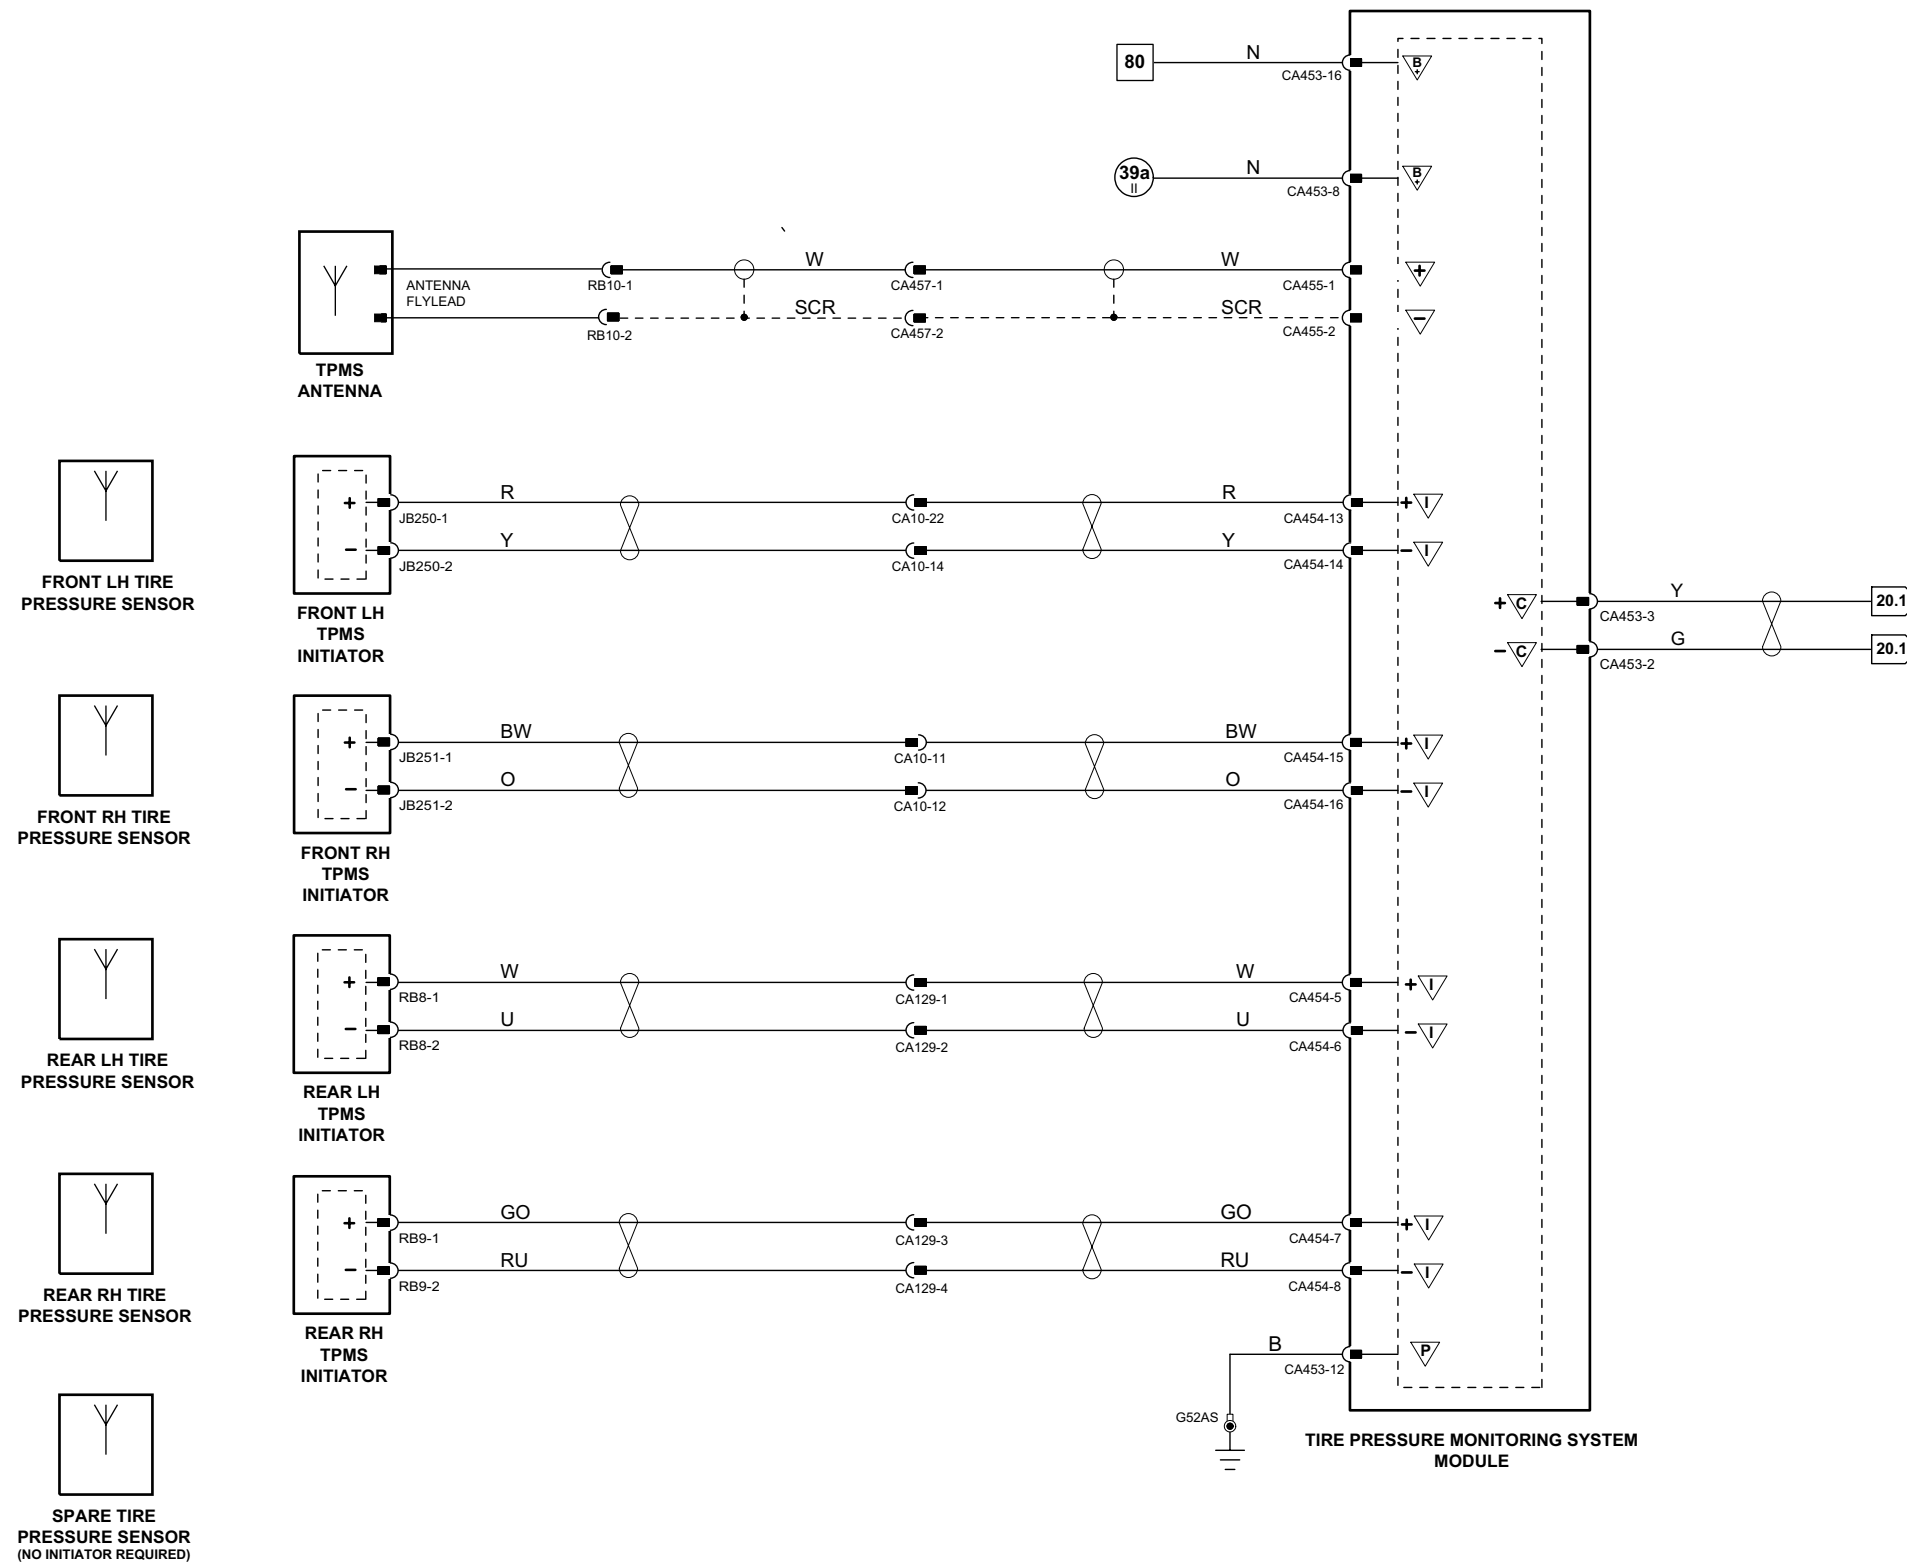 80
N
CA453-16
B
+
39a
II
N
CA453-8
B
+
ANTENNA
FLYLEAD
RB10-1
W
CA457-1
W
CA455-1
+
RB10-2
SCR
CA457-2
SCR
CA455-2
−
TPMS
ANTENNA
FRONT LH TIRE
PRESSURE SENSOR
+
JB250-1
R
CA10-22
R
CA454-13
+ I
−
JB250-2
Y
CA10-14
Y
CA454-14
− I
FRONT LH
TPMS
INITIATOR
+ C
CA453-3
Y
20.1
− C
CA453-2
G
20.1
FRONT RH TIRE
PRESSURE SENSOR
+
JB251-1
BW
CA10-11
BW
CA454-15
+ I
−
JB251-2
O
CA10-12
O
CA454-16
− I
FRONT RH
TPMS
INITIATOR
REAR LH TIRE
PRESSURE SENSOR
+
RB8-1
W
CA129-1
W
CA454-5
+ I
−
RB8-2
U
CA129-2
U
CA454-6
− I
REAR LH
TPMS
INITIATOR
REAR RH TIRE
PRESSURE SENSOR
+
RB9-1
GO
CA129-3
GO
CA454-7
+ I
−
RB9-2
RU
CA129-4
RU
CA454-8
− I
REAR RH
TPMS
INITIATOR
B
CA453-12
P
G52AS
TIRE PRESSURE MONITORING SYSTEM
MODULE
SPARE TIRE
PRESSURE SENSOR
(NO INITIATOR REQUIRED)